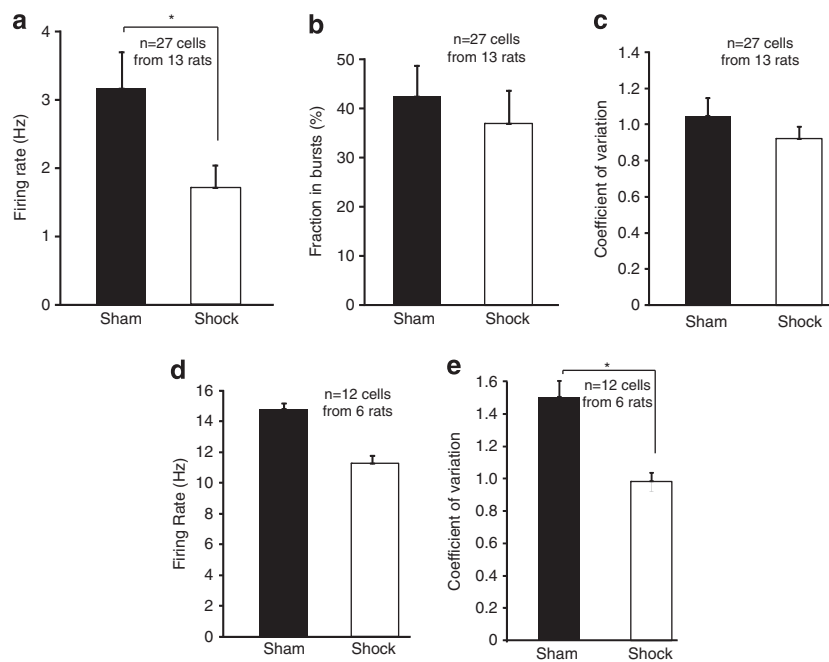 a
*
n=27 cells
from 13 rats
Firing rate (Hz)
4
3
2
1
0
Sham
Shock
b
n=27 cells
from 13 rats
Fraction in bursts (%)
50
40
30
20
10
0
Sham
Shock
c
n=27 cells
from 13 rats
Coefficient of variation
1.4
1.2
1.0
0.8
0.6
0.4
0.2
0
Sham
Shock
d
n=12 cells
from 6 rats
Firing Rate (Hz)
16
14
12
10
8
6
4
2
0
Sham
Shock
e
*
n=12 cells
from 6 rats
Coefficient of variation
1.6
1.4
1.2
1.0
0.8
0.6
0.4
0.2
0
Sham
Shock